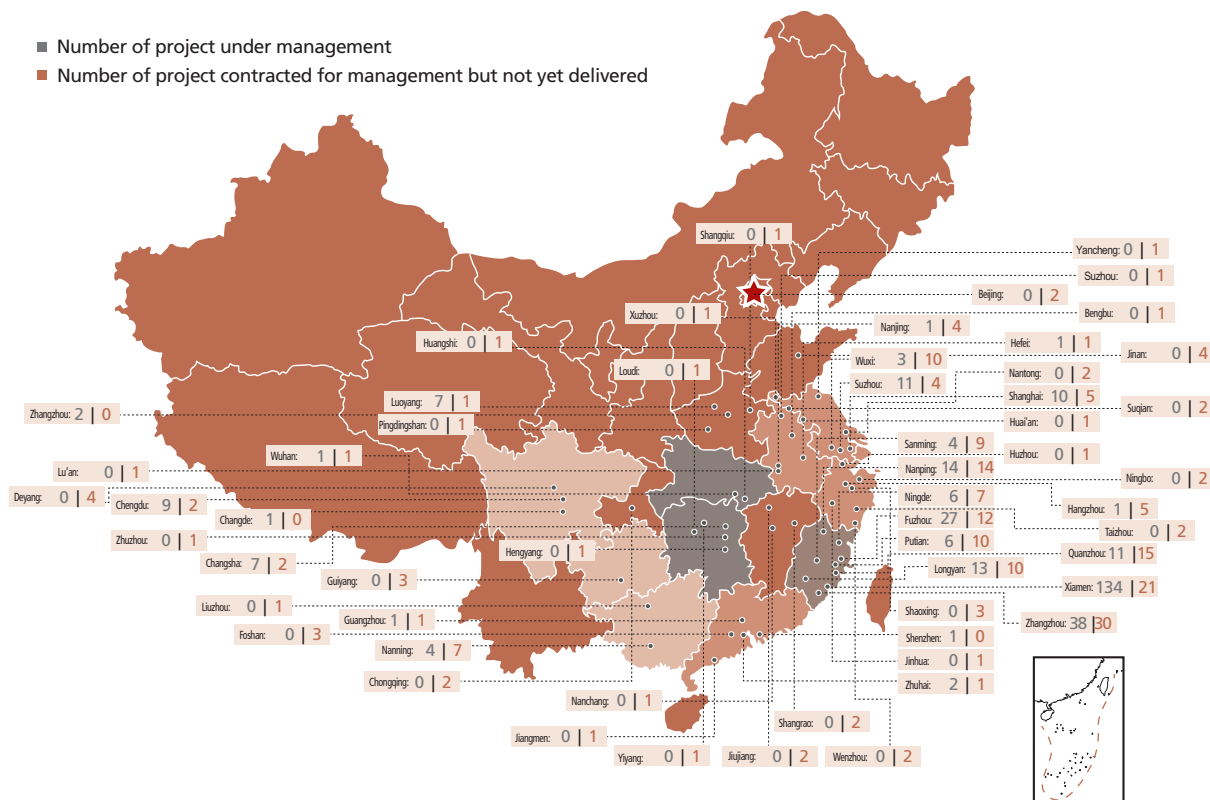 Number of project under management
Number of project contracted for management but not yet delivered
Shangqiu: 0 | 1
Yancheng: 0 | 1
Suzhou: 0 | 1
Beijing: 0 | 2
Xuzhou: 0 | 1
Bengbu: 0 | 1
Nanjing: 1 | 4
Huangshi: 0 | 1
Hefei: 1 | 1
Jinan: 0 | 4
Wuxi: 3 | 10
Loudi: 0 | 1
Nantong: 0 | 2
Suzhou: 11 | 4
Shanghai: 10 | 5
Luoyang: 7 | 1
Suqian: 0 | 2
Zhangzhou: 2 | 0
Pingdingshan: 0 | 1
Huai'an: 0 | 1
Sanming: 4 | 9
Wuhan: 1 | 1
Huzhou: 0 | 1
Lu'an: 0 | 1
Nanping: 14 | 14
Ningbo: 0 | 2
Deyang: 0 | 4
Chengdu: 9 | 2
Ningde: 6 | 7
Hangzhou: 1 | 5
Changde: 1 | 0
Fuzhou: 27 | 12
Taizhou: 0 | 2
Zhuzhou: 0 | 1
Putian: 6 | 10
Hengyang: 0 | 1
Quanzhou: 11 | 15
Changsha: 7 | 2
Longyan: 13 | 10
Guiyang: 0 | 3
Xiamen: 134 | 21
Liuzhou: 0 | 1
Shaoxing: 0 | 3
Guangzhou: 1 | 1
Zhangzhou: 38 | 30
Foshan: 0 | 3
Shenzhen: 1 | 0
Nanning: 4 | 7
Jinhua: 0 | 1
Chongqing: 0 | 2
Zhuhai: 2 | 1
Nanchang: 0 | 1
Shangrao: 0 | 2
Jiangmen: 0 | 1
Yiyang: 0 | 1
Jiujiang: 0 | 2
Wenzhou: 0 | 2